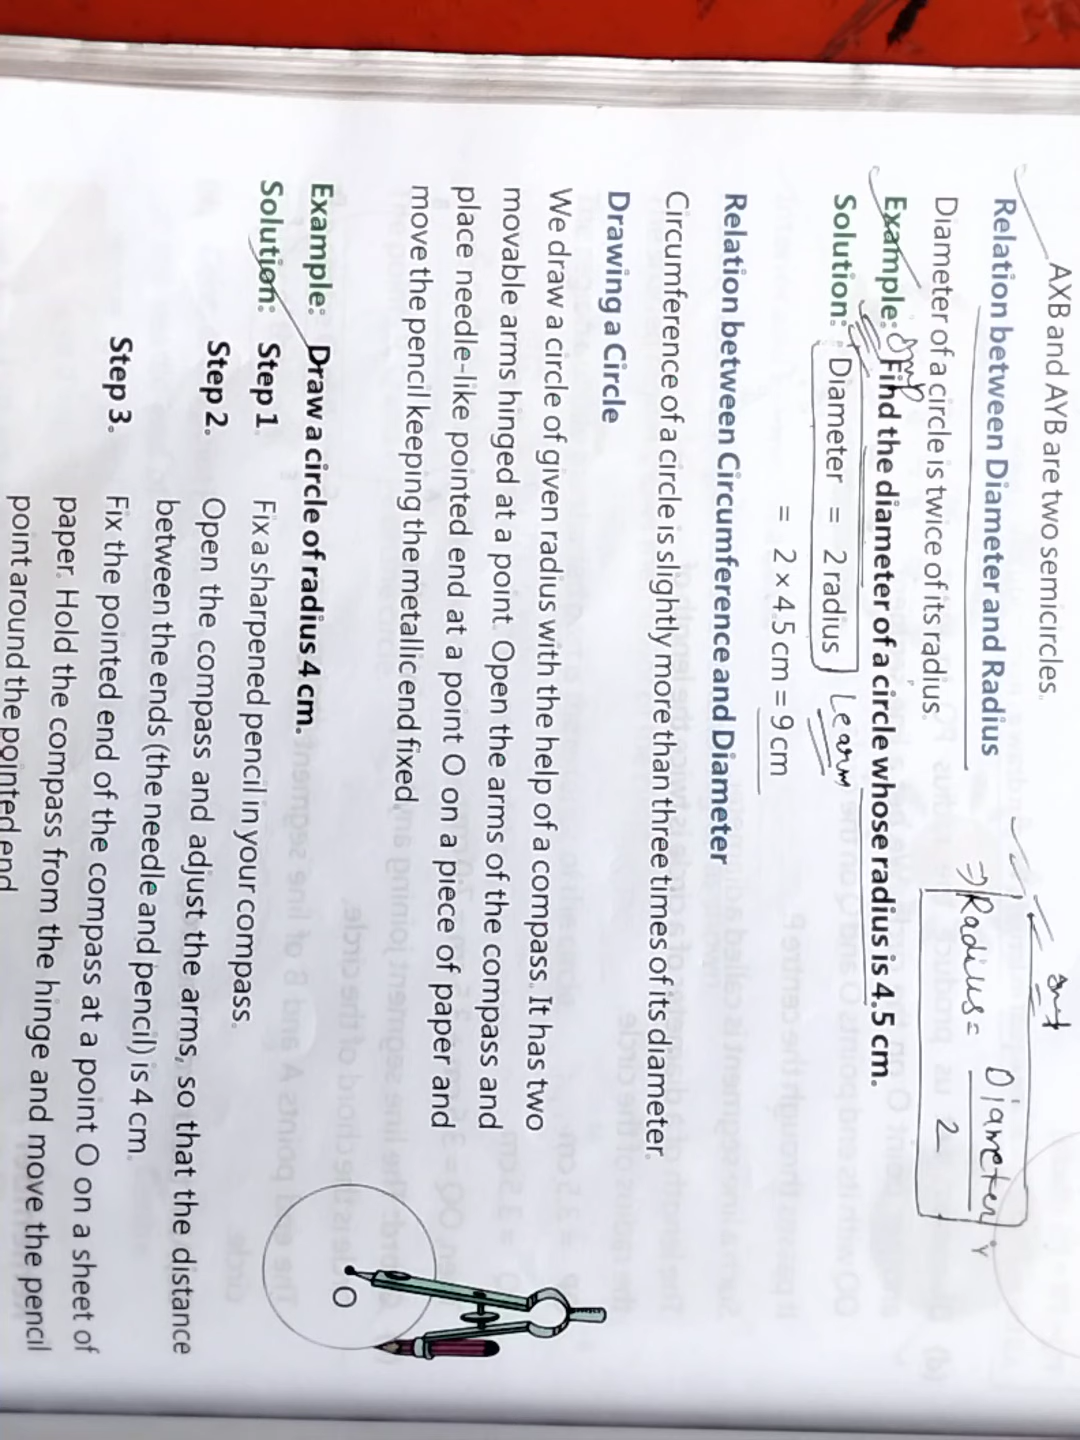 AXB and AYB are two semicircles.
Relation between Diameter and Radius
Diameter of a circle is twice of its radius.
⇒ Radius = Diameter
2
Example: Find the diameter of a circle whose radius is 4.5 cm.
Imp
Solution: Diameter = 2 radius Learn
= 2 × 4.5 cm = 9 cm
Relation between Circumference and Diameter
Circumference of a circle is slightly more than three times of its diameter.
Drawing a Circle
We draw a circle of given radius with the help of a compass. It has two
movable arms hinged at a point. Open the arms of the compass and
place needle-like pointed end at a point O on a piece of paper and
move the pencil keeping the metallic end fixed.
Example: Draw a circle of radius 4 cm.
Solution: Step 1. Fix a sharpened pencil in your compass.
Step 2. Open the compass and adjust the arms, so that the distance
between the ends (the needle and pencil) is 4 cm.
Step 3. Fix the pointed end of the compass at a point O on a sheet of
paper. Hold the compass from the hinge and move the pencil
point around the pointed end
O